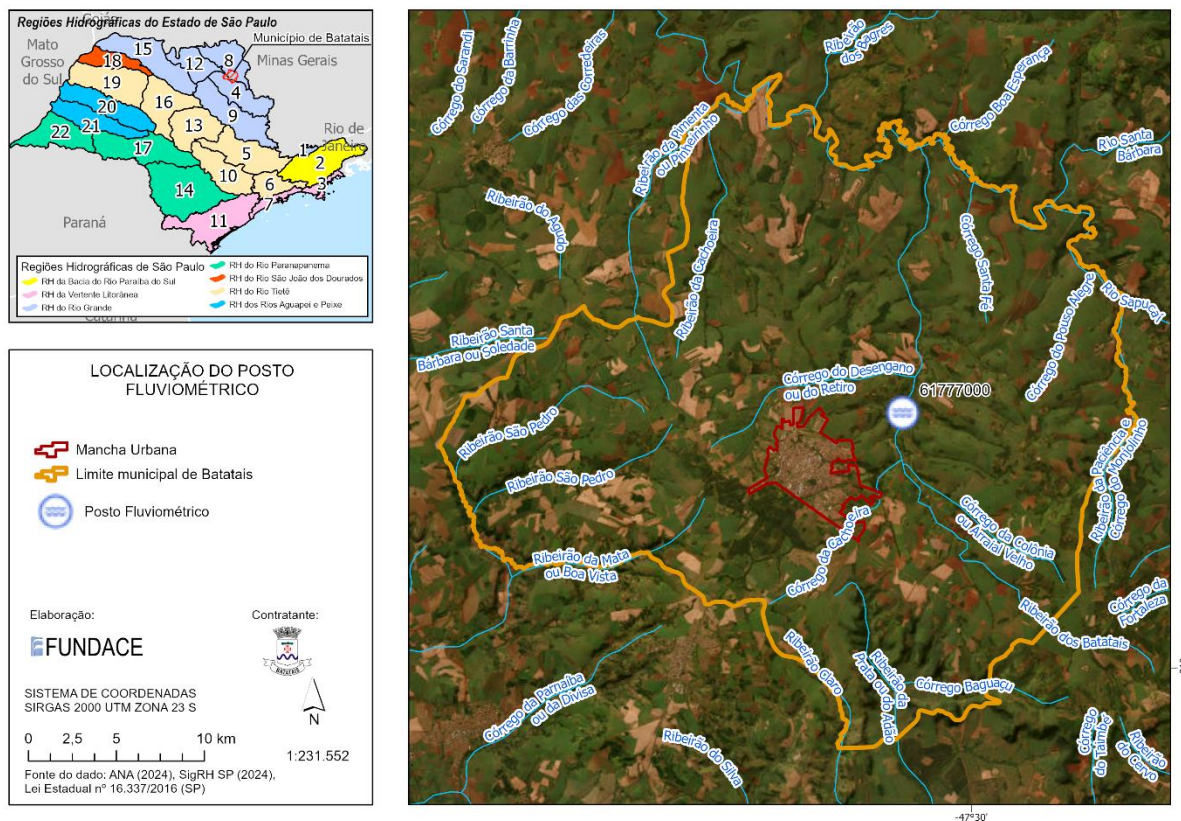 Goiás
Regiões Hidrográficas do Estado de São Paulo
Município de Batatais
Mato
Grosso
do Sul
Minas Gerais
Rio de
Janeiro
Paraná
15
8
18
12
19
4
16
9
20
13
22
21
17
5
1
2
10
6
3
14
7
11
Regiões Hidrográficas de São Paulo
RH da Bacia do Rio Paraíba do Sul
RH da Vertente Litorânea
RH do Rio Grande
RH do Rio Paranapanema
RH do Rio São João dos Dourados
RH do Rio Tietê
RH dos Rios Aguapeí e Peixe
Catarina
LOCALIZAÇÃO DO POSTO
FLUVIOMÉTRICO
Mancha Urbana
Limite municipal de Batatais
Posto Fluviométrico
Elaboração:
Contratante:
FUNDACE
BATATAIS
SISTEMA DE COORDENADAS
SIRGAS 2000 UTM ZONA 23 S
N
0 2,5 5 10 km
1:231.552
Fonte do dado: ANA (2024), SigRH SP (2024),
Lei Estadual nº 16.337/2016 (SP)
Córrego do Sarandi
Córrego da Barrinha
Córrego das Corredeiras
Ribeirão
dos Bagres
Córrego Boa Esperança
Ribeirão da Pimenta
ou Pinheirinho
Rio Santa
Bárbara
Ribeirão do Agudo
Ribeirão da Cachoeira
Córrego Santa Fé
Córrego do Pouso Alegre
Rio Sapucaí
Ribeirão Santa
Bárbara ou Soledade
Córrego do Desengano
ou do Retiro
61777000
Ribeirão São Pedro
Ribeirão São Pedro
Ribeirão da Paciência e
Córrego do Monjolinho
Ribeirão da Mata
ou Boa Vista
Córrego da Cachoeira
Córrego da Colônia
ou Arraial Velho
Córrego da
Fortaleza
Ribeirão dos Batatais
Ribeirão Claro
Ribeirão da
Prata ou do Adão
Córrego Baguaçu
Córrego da Parnaíba
ou da Divisa
Ribeirão do Silva
Córrego
do Taimbé
Ribeirão
do Cervo
-47°30'